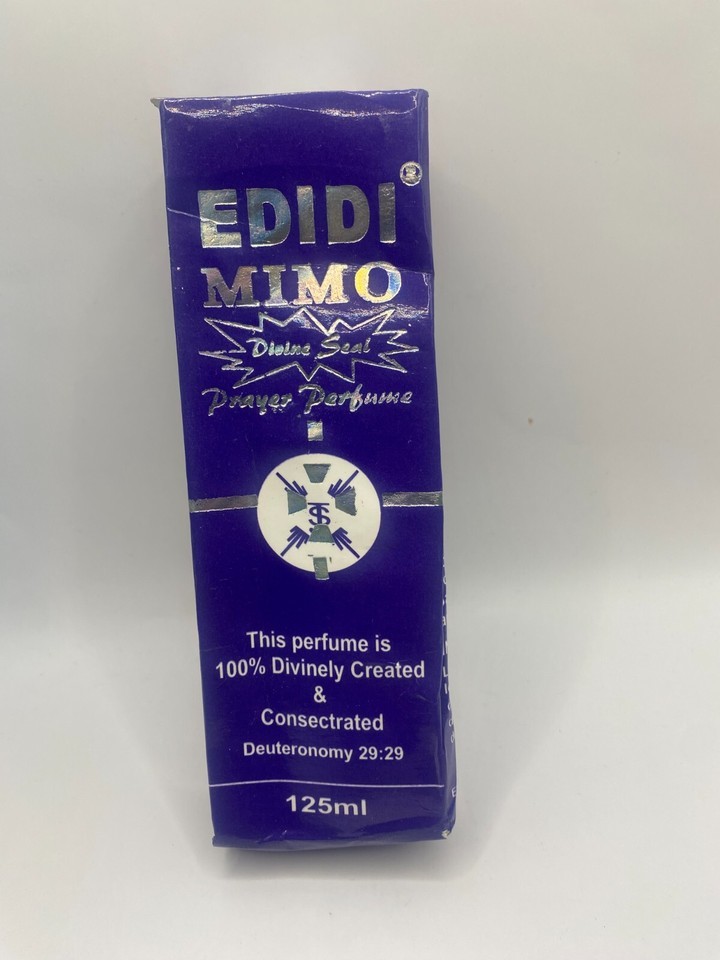 EDIDI
MIMO
Divine Seal
Prayer Perfume
This perfume is
100% Divinely Created
&
Consectrated
Deuteronomy 29:29
125ml